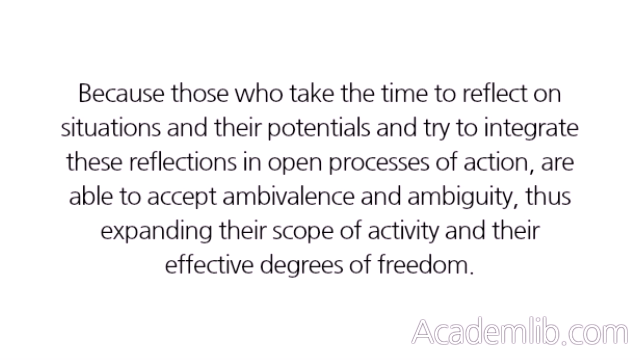 Because those who take the time to reflect on
situations and their potentials and try to integrate
these reflections in open processes of action, are
able to accept ambivalence and ambiguity, thus
expanding their scope of activity and their
effective degrees of freedom.
Academlib.com